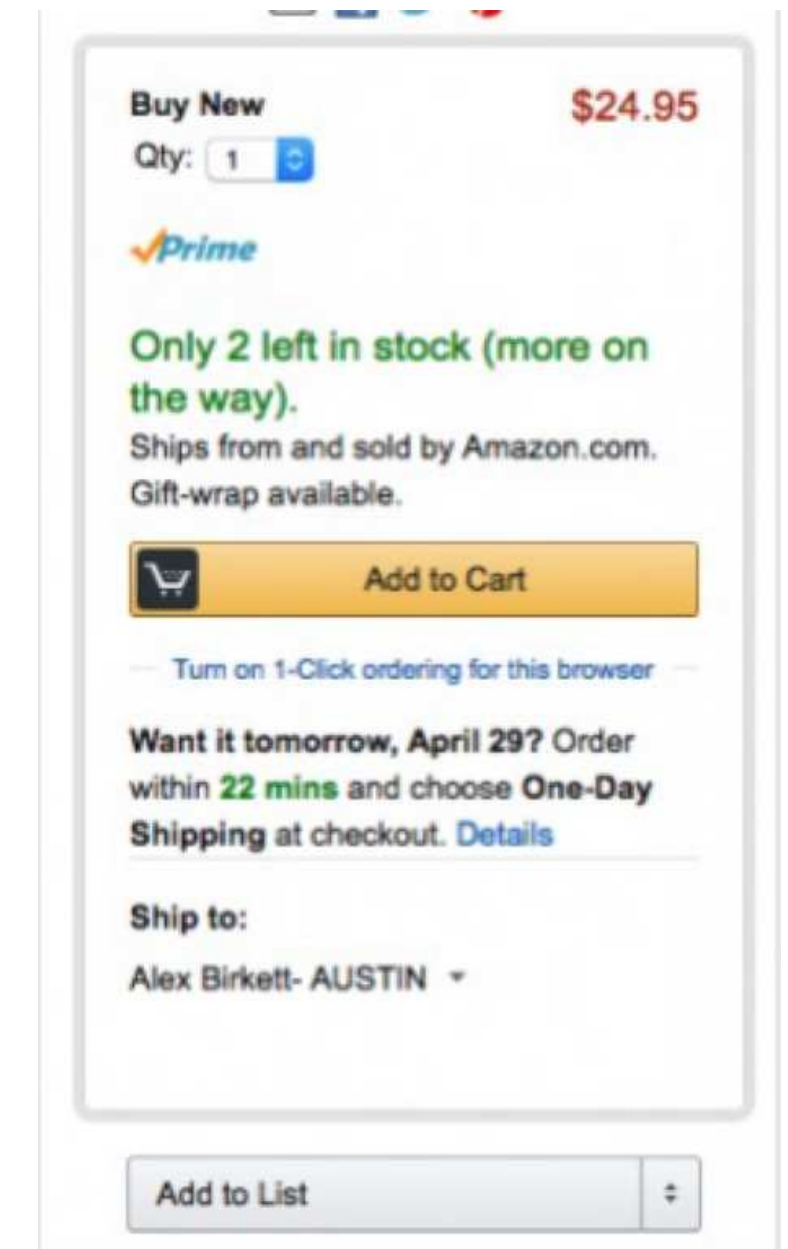 Buy New
$24.95
Qty: 1
Prime
Only 2 left in stock (more on
the way).
Ships from and sold by Amazon.com.
Gift-wrap available.
Add to Cart
Turn on 1-Click ordering for this browser
Want it tomorrow, April 29? Order
within 22 mins and choose One-Day
Shipping at checkout. Details
Ship to:
Alex Birkett- AUSTIN
Add to List